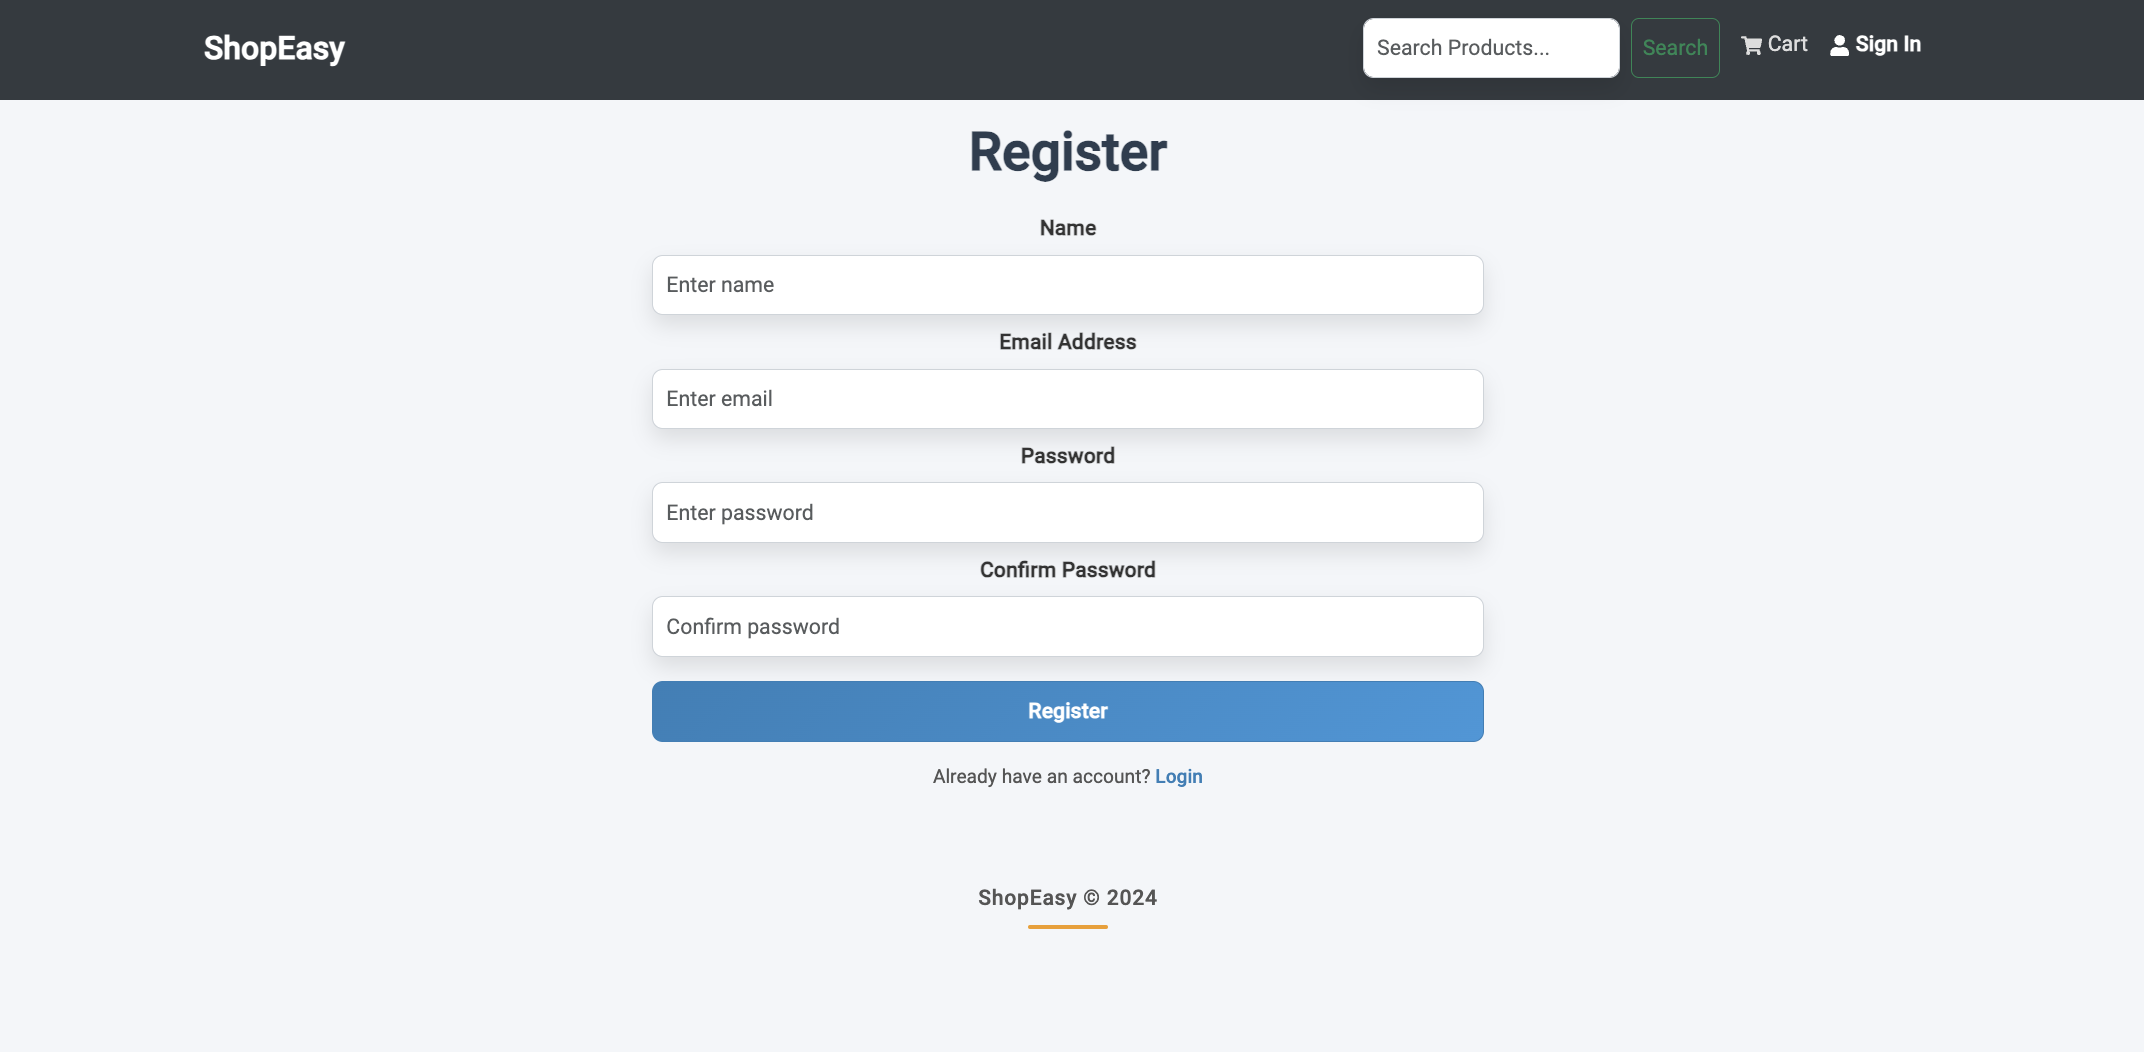 ShopEasy
Search Products...
Search
Cart
Sign In
Register
Name
Enter name
Email Address
Enter email
Password
Enter password
Confirm Password
Confirm password
Register
Already have an account? Login
ShopEasy © 2024